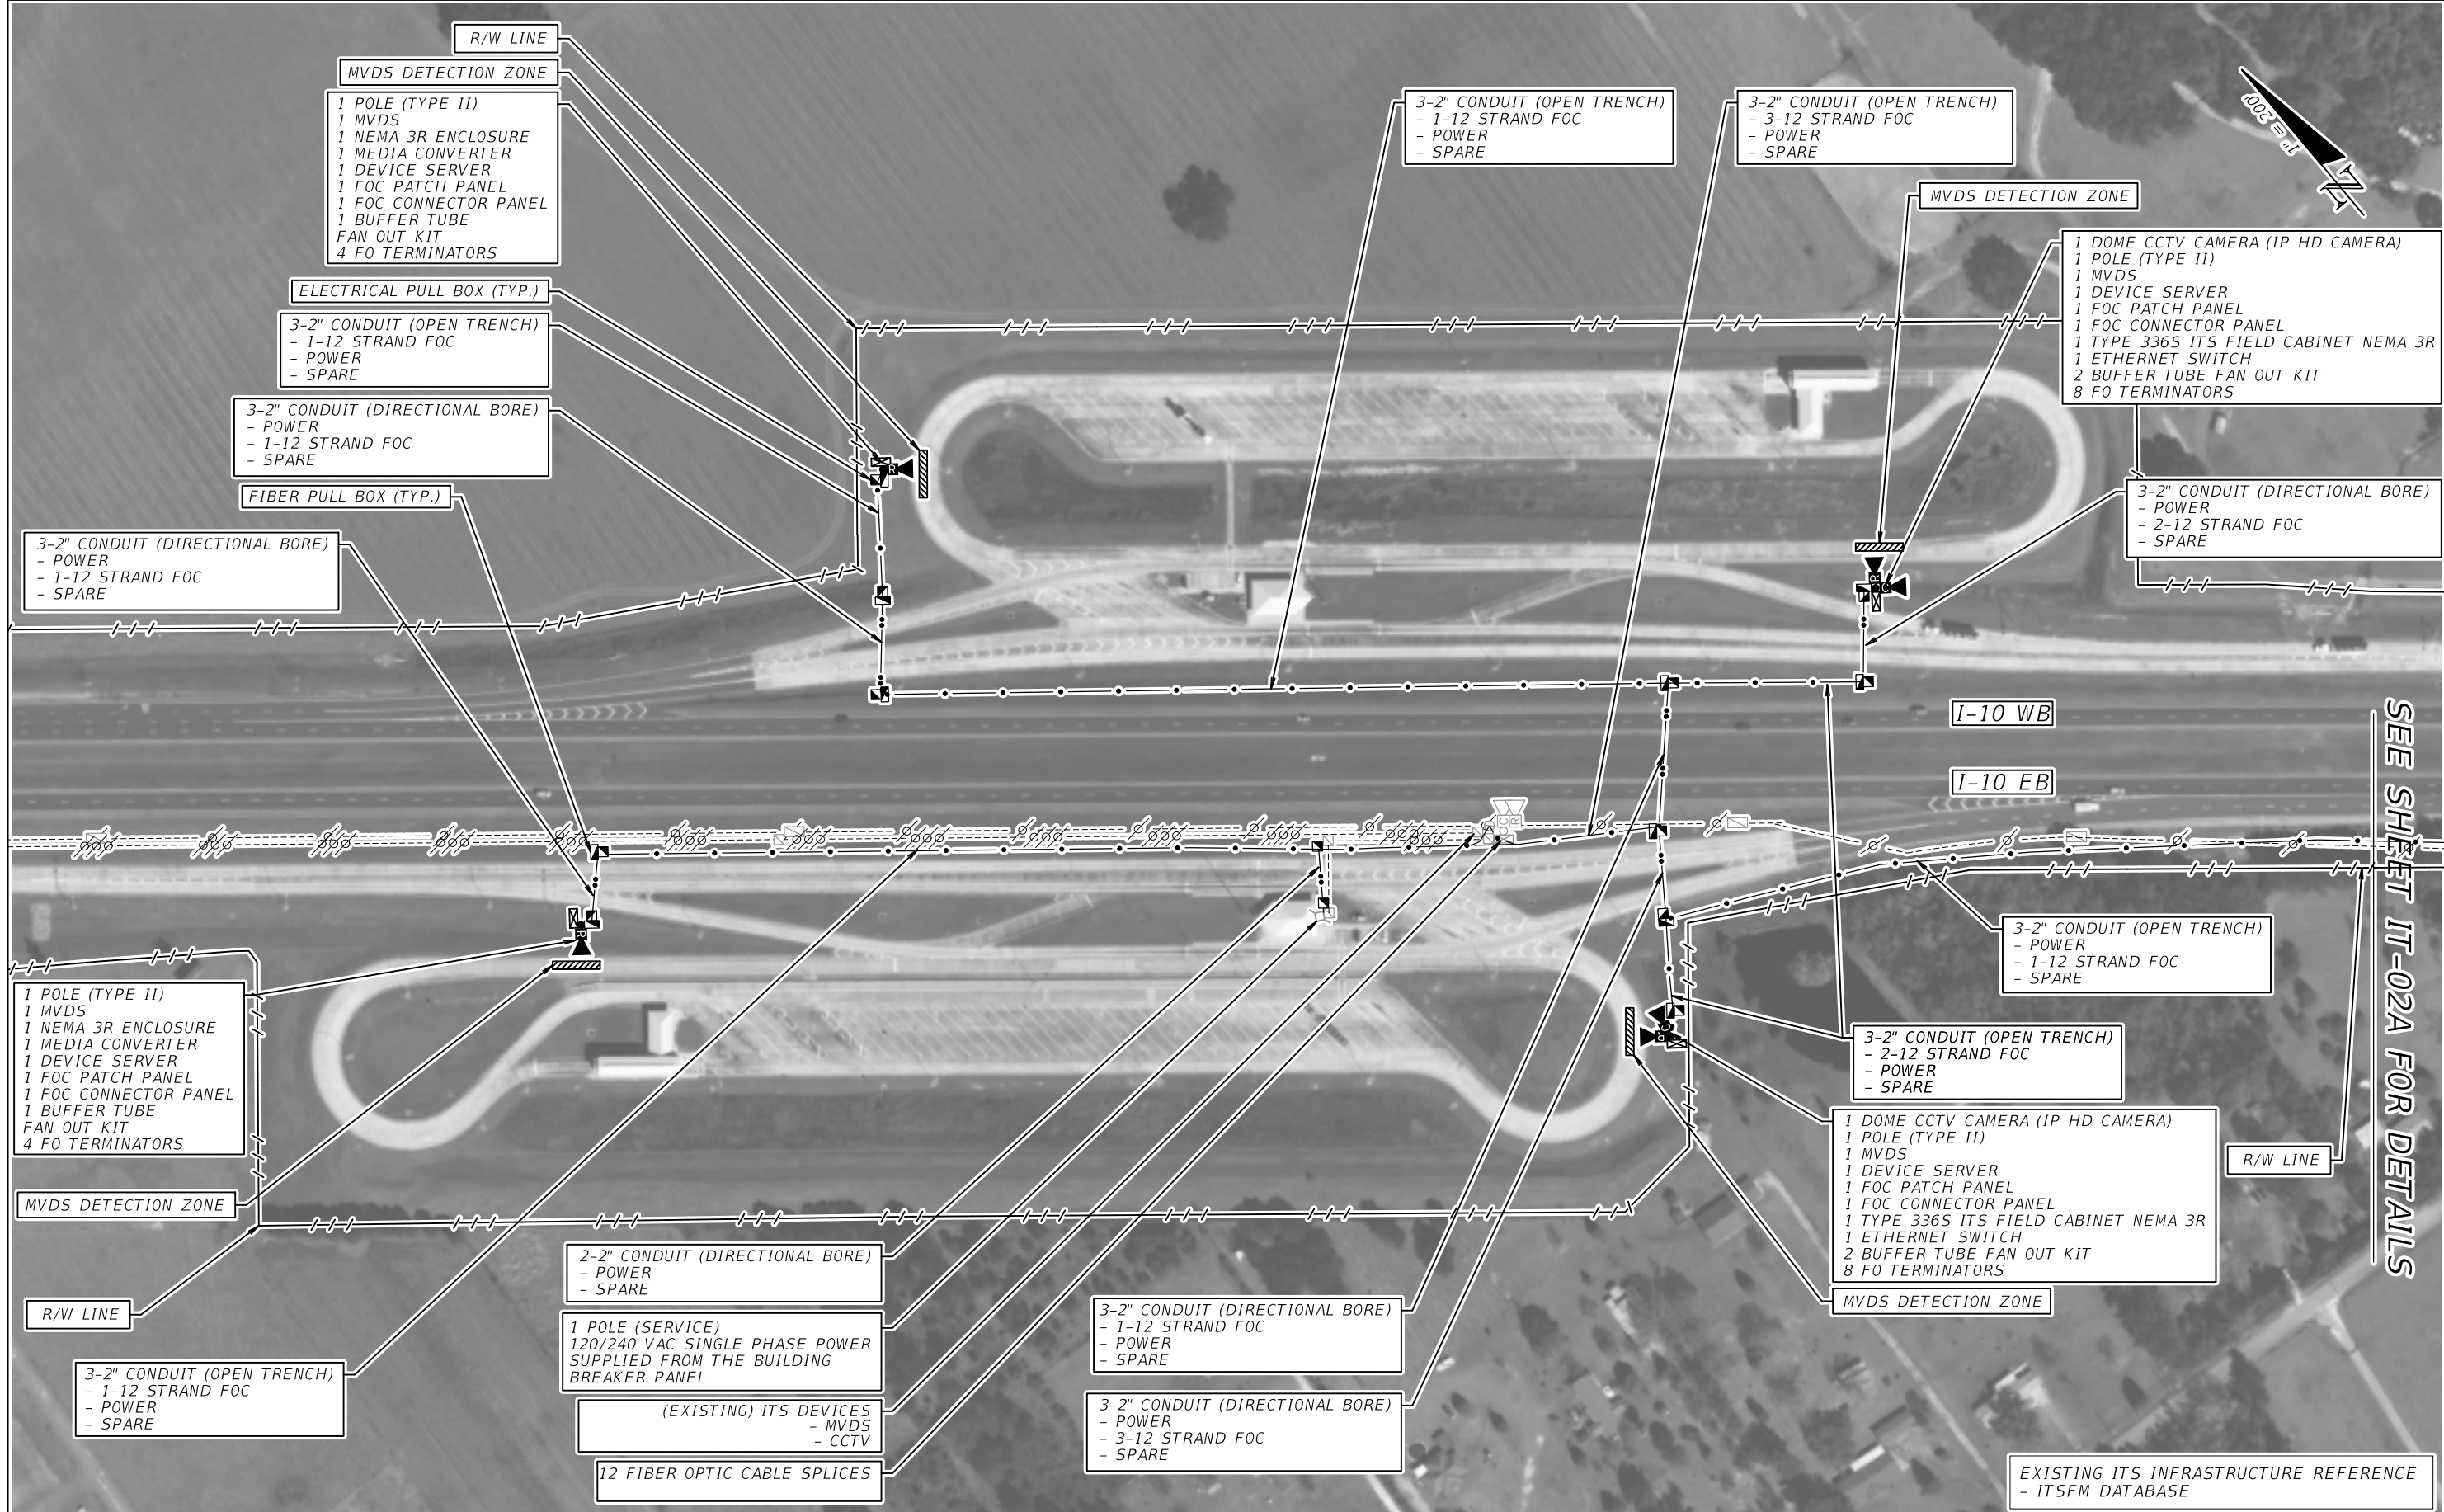 R/W LINE
MVDS DETECTION ZONE
1 POLE (TYPE II)
1 MVDS
1 NEMA 3R ENCLOSURE
1 MEDIA CONVERTER
1 DEVICE SERVER
1 FOC PATCH PANEL
1 FOC CONNECTOR PANEL
1 BUFFER TUBE
FAN OUT KIT
4 FO TERMINATORS
ELECTRICAL PULL BOX (TYP.)
3-2" CONDUIT (OPEN TRENCH)
- 1-12 STRAND FOC
- POWER
- SPARE
3-2" CONDUIT (DIRECTIONAL BORE)
- POWER
- 1-12 STRAND FOC
- SPARE
FIBER PULL BOX (TYP.)
3-2" CONDUIT (DIRECTIONAL BORE)
- POWER
- 1-12 STRAND FOC
- SPARE
3-2" CONDUIT (OPEN TRENCH)
- 1-12 STRAND FOC
- POWER
- SPARE
3-2" CONDUIT (OPEN TRENCH)
- 3-12 STRAND FOC
- POWER
- SPARE
1" = 200'
N
MVDS DETECTION ZONE
1 DOME CCTV CAMERA (IP HD CAMERA)
1 POLE (TYPE II)
1 MVDS
1 DEVICE SERVER
1 FOC PATCH PANEL
1 FOC CONNECTOR PANEL
1 TYPE 336S ITS FIELD CABINET NEMA 3R
1 ETHERNET SWITCH
2 BUFFER TUBE FAN OUT KIT
8 FO TERMINATORS
3-2" CONDUIT (DIRECTIONAL BORE)
- POWER
- 2-12 STRAND FOC
- SPARE
R
R
C
I-10 WB
I-10 EB
C
R
R
C
SEE SHEET IT-02A FOR DETAILS
1 POLE (TYPE II)
1 MVDS
1 NEMA 3R ENCLOSURE
1 MEDIA CONVERTER
1 DEVICE SERVER
1 FOC PATCH PANEL
1 FOC CONNECTOR PANEL
1 BUFFER TUBE
FAN OUT KIT
4 FO TERMINATORS
MVDS DETECTION ZONE
R/W LINE
3-2" CONDUIT (OPEN TRENCH)
- 1-12 STRAND FOC
- POWER
- SPARE
2-2" CONDUIT (DIRECTIONAL BORE)
- POWER
- SPARE
1 POLE (SERVICE)
120/240 VAC SINGLE PHASE POWER
SUPPLIED FROM THE BUILDING
BREAKER PANEL
(EXISTING) ITS DEVICES
- MVDS
- CCTV
12 FIBER OPTIC CABLE SPLICES
3-2" CONDUIT (DIRECTIONAL BORE)
- 1-12 STRAND FOC
- POWER
- SPARE
3-2" CONDUIT (DIRECTIONAL BORE)
- POWER
- 3-12 STRAND FOC
- SPARE
3-2" CONDUIT (OPEN TRENCH)
- POWER
- 1-12 STRAND FOC
- SPARE
3-2" CONDUIT (OPEN TRENCH)
- 2-12 STRAND FOC
- POWER
- SPARE
1 DOME CCTV CAMERA (IP HD CAMERA)
1 POLE (TYPE II)
1 MVDS
1 DEVICE SERVER
1 FOC PATCH PANEL
1 FOC CONNECTOR PANEL
1 TYPE 336S ITS FIELD CABINET NEMA 3R
1 ETHERNET SWITCH
2 BUFFER TUBE FAN OUT KIT
8 FO TERMINATORS
R/W LINE
MVDS DETECTION ZONE
EXISTING ITS INFRASTRUCTURE REFERENCE
- ITSFM DATABASE